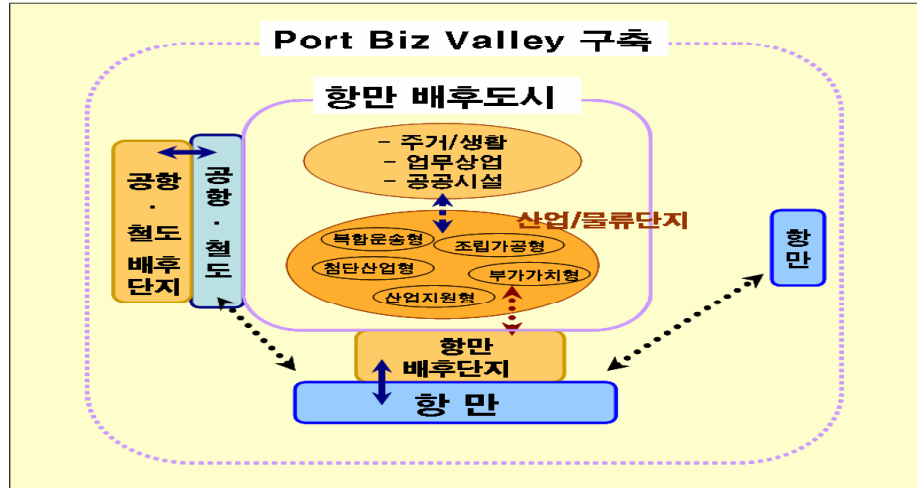 Port Biz Valley 구축
항만 배후도시
- 주거/생활
- 업무상업
- 공공시설
산업/물류단지
복합운송형
조립가공형
첨단산업형
부가가치형
산업지원형
공항
·
철도
배후
단지
공항
·
철도
항만
항만
배후단지
항 만